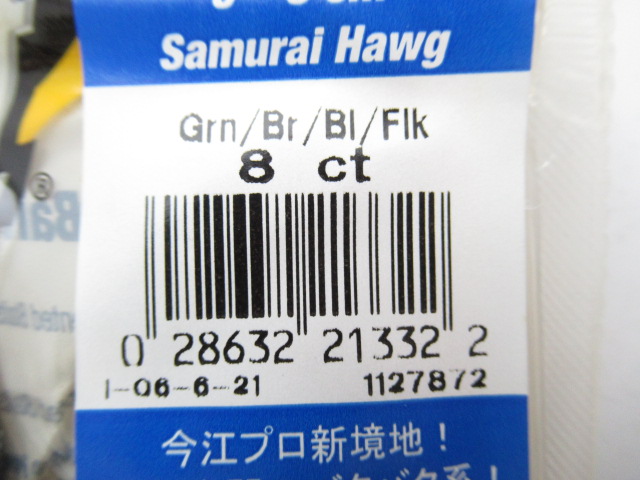 Samurai Hawg
Grn/Br/Bl/Flk
8 ct
®
Bar
0 28632 21332 2
I-06-6-21 1127872
今江プロ新境地！